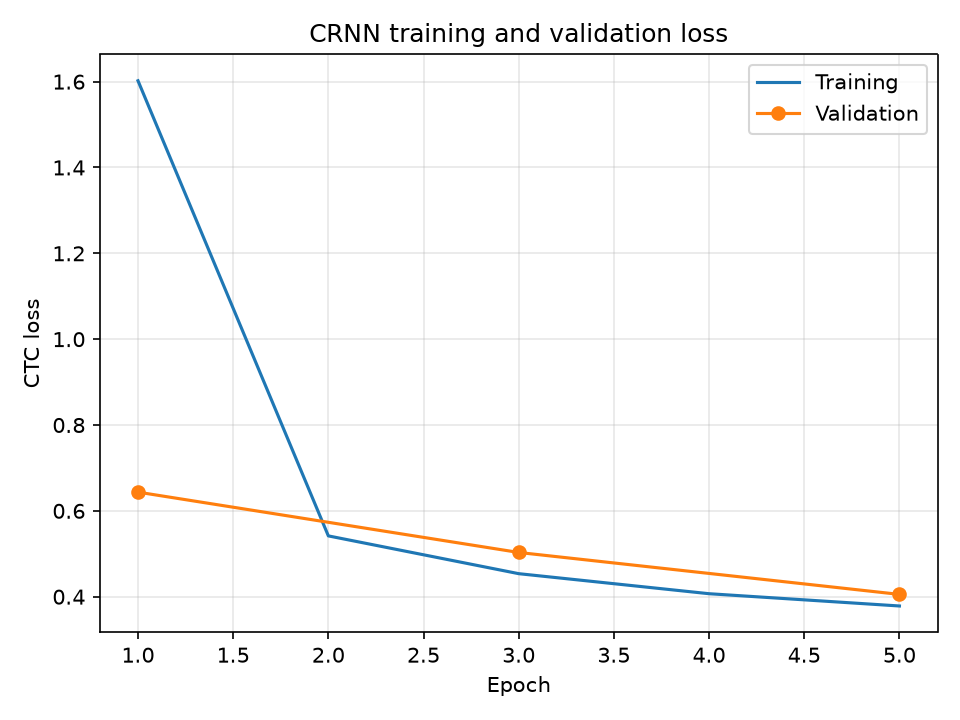 CRNN training and validation loss
Training
Validation
1.6
1.4
1.2
1.0
0.8
0.6
0.4
CTC loss
1.0 1.5 2.0 2.5 3.0 3.5 4.0 4.5 5.0
Epoch